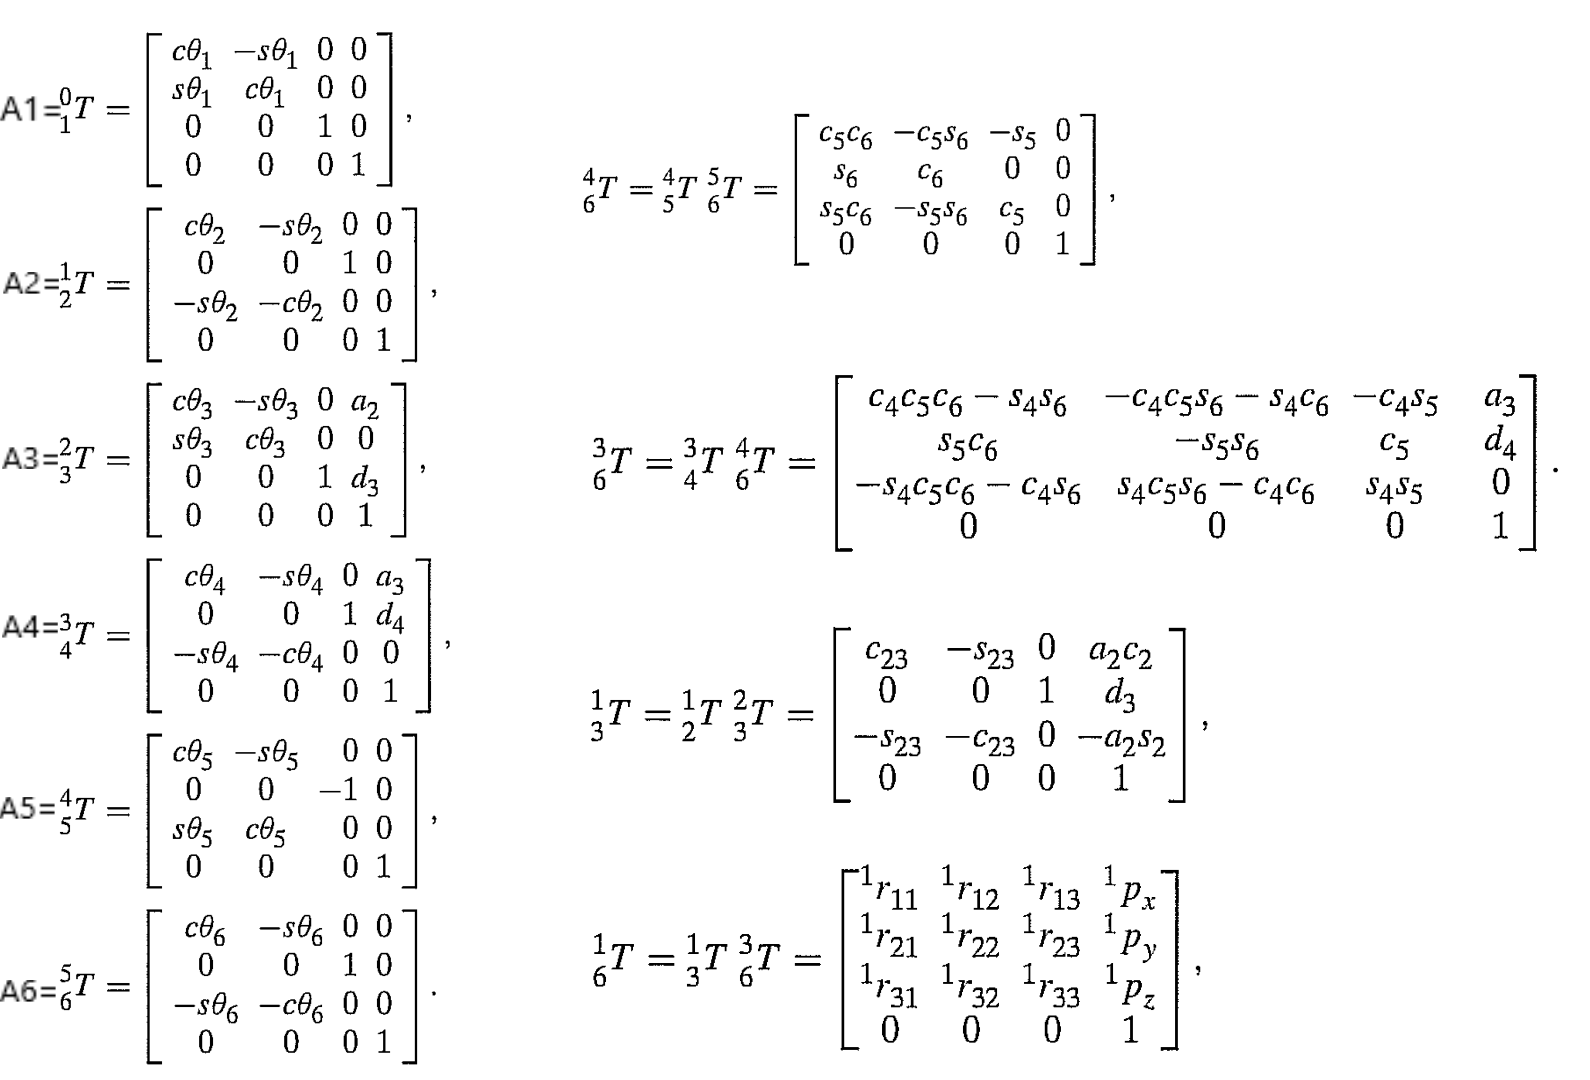 A1= ⁰₁T = [ cθ₁ −sθ₁ 0 0
sθ₁ cθ₁ 0 0
0 0 1 0
0 0 0 1 ],
A2= ¹₂T = [ cθ₂ −sθ₂ 0 0
0 0 1 0
−sθ₂ −cθ₂ 0 0
0 0 0 1 ],
A3= ²₃T = [ cθ₃ −sθ₃ 0 a₂
sθ₃ cθ₃ 0 0
0 0 1 d₃
0 0 0 1 ],
A4= ³₄T = [ cθ₄ −sθ₄ 0 a₃
0 0 1 d₄
−sθ₄ −cθ₄ 0 0
0 0 0 1 ],
A5= ⁴₅T = [ cθ₅ −sθ₅ 0 0
0 0 −1 0
sθ₅ cθ₅ 0 0
0 0 0 1 ],
A6= ⁵₆T = [ cθ₆ −sθ₆ 0 0
0 0 1 0
−sθ₆ −cθ₆ 0 0
0 0 0 1 ].
⁴₆T = ⁴₅T ⁵₆T = [ c₅c₆ −c₅s₆ −s₅ 0
s₆ c₆ 0 0
s₅c₆ −s₅s₆ c₅ 0
0 0 0 1 ],
³₆T = ³₄T ⁴₆T = [ c₄c₅c₆ − s₄s₆ −c₄c₅s₆ − s₄c₆ −c₄s₅ a₃
s₅c₆ −s₅s₆ c₅ d₄
−s₄c₅c₆ − c₄s₆ s₄c₅s₆ − c₄c₆ s₄s₅ 0
0 0 0 1 ].
¹₃T = ¹₂T ²₃T = [ c₂₃ −s₂₃ 0 a₂c₂
0 0 1 d₃
−s₂₃ −c₂₃ 0 −a₂s₂
0 0 0 1 ],
¹₆T = ¹₃T ³₆T = [ ¹r₁₁ ¹r₁₂ ¹r₁₃ ¹pₓ
¹r₂₁ ¹r₂₂ ¹r₂₃ ¹p_y
¹r₃₁ ¹r₃₂ ¹r₃₃ ¹p_z
0 0 0 1 ],